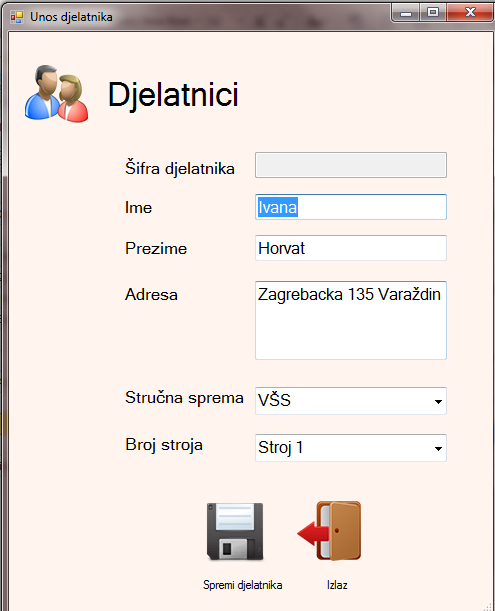 Unos djelatnika
Djelatnici
Šifra djelatnika
Ime Ivana
Prezime Horvat
Adresa Zagrebacka 135 Varaždin
Stručna sprema VŠS
Broj stroja Stroj 1
Spremi djelatnika Izlaz